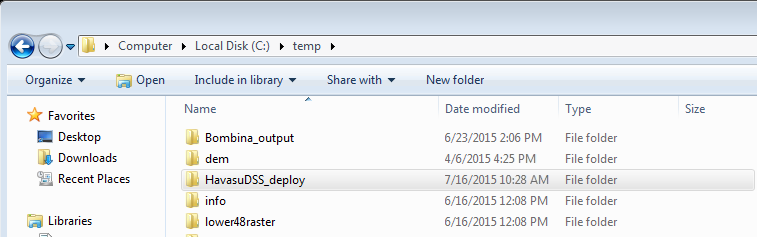 Computer Local Disk (C:) temp
Organize Open Include in library Share with New folder
Name Date modified Type Size
Favorites
Desktop
Downloads
Recent Places
Libraries
Bombina_output 6/23/2015 2:06 PM File folder
dem 4/6/2015 4:25 PM File folder
HavasuDSS_deploy 7/16/2015 10:28 AM File folder
info 6/16/2015 12:08 PM File folder
lower48raster 6/16/2015 12:08 PM File folder